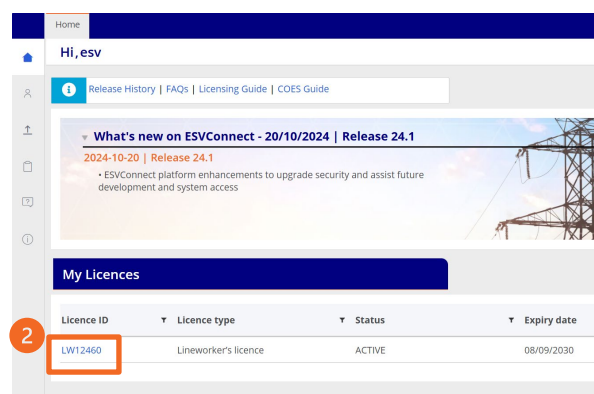 Home
Hi,esv
Release History | FAQs | Licensing Guide | COES Guide
What's new on ESVConnect - 20/10/2024 | Release 24.1
2024-10-20 | Release 24.1
• ESVConnect platform enhancements to upgrade security and assist future
development and system access
My Licences
Licence ID Licence type Status Expiry date
2
LW12460 Lineworker's licence ACTIVE 08/09/2030